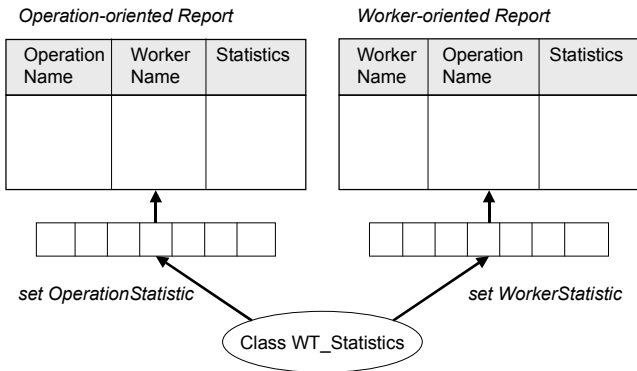 Operation-oriented Report
Worker-oriented Report
Operation Name
Worker Name
Statistics
Worker Name
Operation Name
Statistics
set OperationStatistic
set WorkerStatistic
Class WT_Statistics